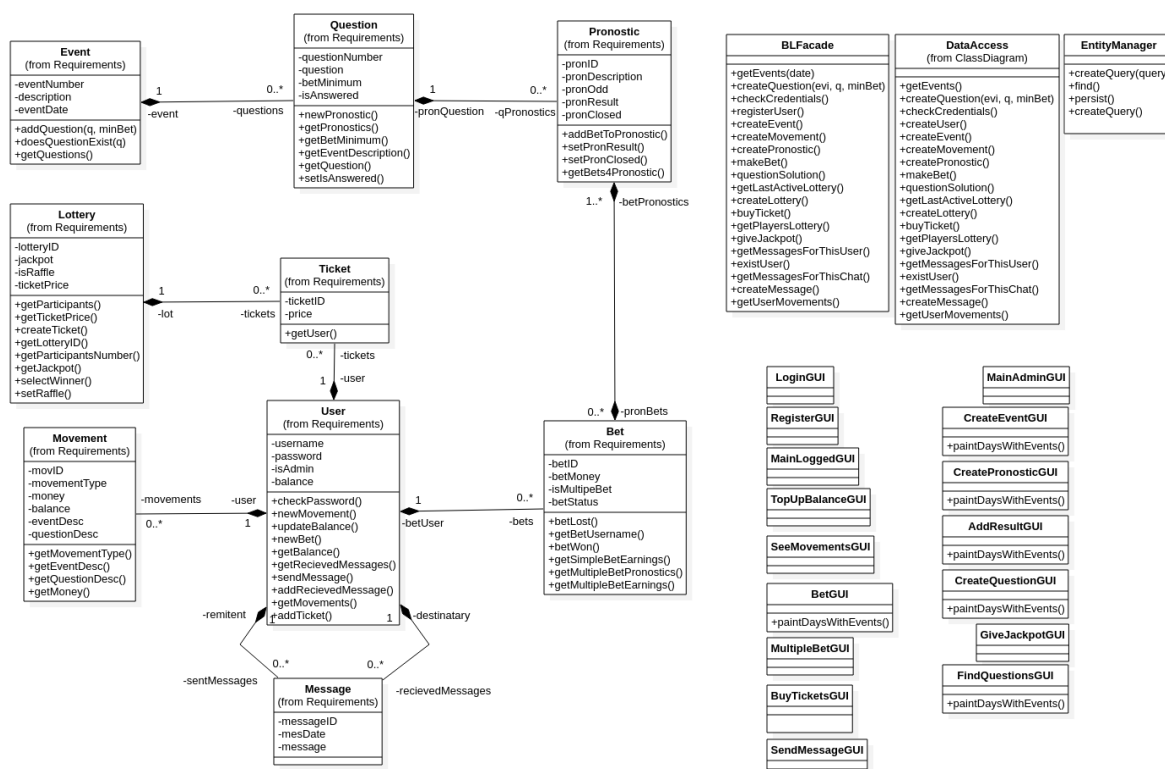 Event
(from Requirements)
-eventNumber
-description
-eventDate
+addQuestion(q, minBet)
+doesQuestionExist(q)
+getQuestions()
1
-event
0..*
-questions
Question
(from Requirements)
-questionNumber
-question
-betMinimum
-isAnswered
+newPronostic()
+getPronostics()
+getBetMinimum()
+getEventDescription()
+getQuestion()
+setIsAnswered()
1
-pronQuestion
0..*
-qPronostics
Pronostic
(from Requirements)
-pronID
-pronDescription
-pronOdd
-pronResult
-pronClosed
+addBetToPronostic()
+setPronResult()
+setPronClosed()
+getBets4Pronostic()
1..*
-betPronostics
BLFacade
+getEvents(date)
+createQuestion(evi, q, minBet)
+checkCredentials()
+registerUser()
+createEvent()
+createMovement()
+createPronostic()
+makeBet()
+questionSolution()
+getLastActiveLottery()
+createLottery()
+buyTicket()
+getPlayersLottery()
+giveJackpot()
+getMessagesForThisUser()
+existUser()
+getMessagesForThisChat()
+createMessage()
+getUserMovements()
DataAccess
(from ClassDiagram)
+getEvents()
+createQuestion(evi, q, minBet)
+checkCredentials()
+createUser()
+createEvent()
+createMovement()
+createPronostic()
+makeBet()
+questionSolution()
+getLastActiveLottery()
+createLottery()
+buyTicket()
+getPlayersLottery()
+giveJackpot()
+getMessagesForThisUser()
+existUser()
+getMessagesForThisChat()
+createMessage()
+getUserMovements()
EntityManager
+createQuery(query)
+find()
+persist()
+createQuery()
Lottery
(from Requirements)
-lotteryID
-jackpot
-isRaffle
-ticketPrice
+getParticipants()
+getTicketPrice()
+createTicket()
+getLotteryID()
+getParticipantsNumber()
+getJackpot()
+selectWinner()
+setRaffle()
1
-lot
0..*
-tickets
Ticket
(from Requirements)
-ticketID
-price
+getUser()
0..*
-tickets
1
-user
User
(from Requirements)
-username
-password
-isAdmin
-balance
+checkPassword()
+newMovement()
+updateBalance()
+newBet()
+getBalance()
+getRecievedMessages()
+sendMessage()
+addRecievedMessage()
+getMovements()
+addTicket()
Movement
(from Requirements)
-movID
-movementType
-money
-balance
-eventDesc
-questionDesc
+getMovementType()
+getEventDesc()
+getQuestionDesc()
+getMoney()
-movements
0..*
-user
1
1
-betUser
0..*
-bets
0..*
-pronBets
Bet
(from Requirements)
-betID
-betMoney
-isMultipeBet
-betStatus
+betLost()
+getBetUsername()
+betWon()
+getSimpleBetEarnings()
+getMultipleBetPronostics()
+getMultipleBetEarnings()
-remitent
1
0..*
-sentMessages
1
-destinatary
0..*
-recievedMessages
Message
(from Requirements)
-messageID
-mesDate
-message
LoginGUI
RegisterGUI
MainLoggedGUI
TopUpBalanceGUI
SeeMovementsGUI
BetGUI
+paintDaysWithEvents()
MultipleBetGUI
BuyTicketsGUI
SendMessageGUI
MainAdminGUI
CreateEventGUI
+paintDaysWithEvents()
CreatePronosticGUI
+paintDaysWithEvents()
AddResultGUI
+paintDaysWithEvents()
CreateQuestionGUI
+paintDaysWithEvents()
GiveJackpotGUI
FindQuestionsGUI
+paintDaysWithEvents()